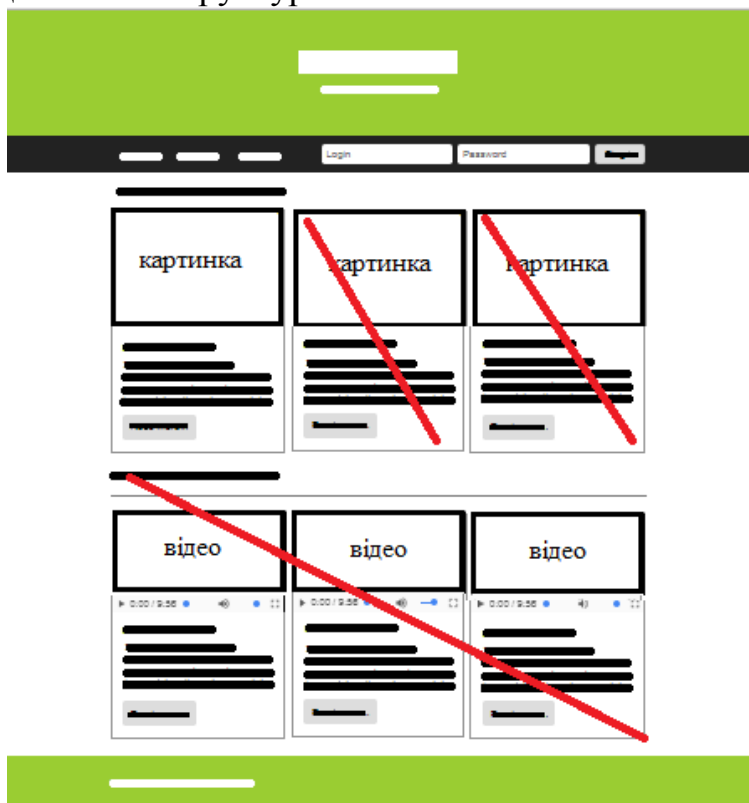 Login Password
картинка картинка картинка
відео відео відео
0:00 / 9:56 0:00 / 9:56 0:00 / 9:56